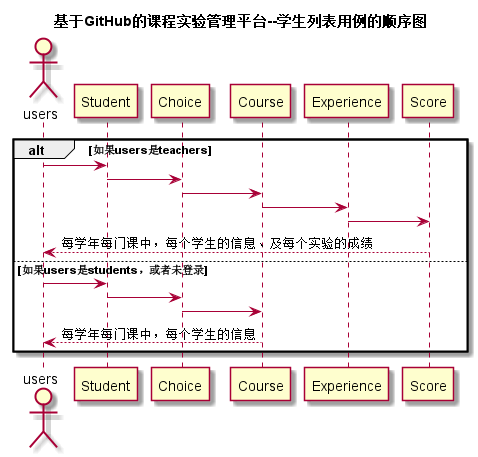 基于GitHub的课程实验管理平台--学生列表用例的顺序图
users
Student
Choice
Course
Experience
Score
alt
[如果users是teachers]
每学年每门课中，每个学生的信息、及每个实验的成绩
[如果users是students，或者未登录]
每学年每门课中，每个学生的信息
users
Student
Choice
Course
Experience
Score